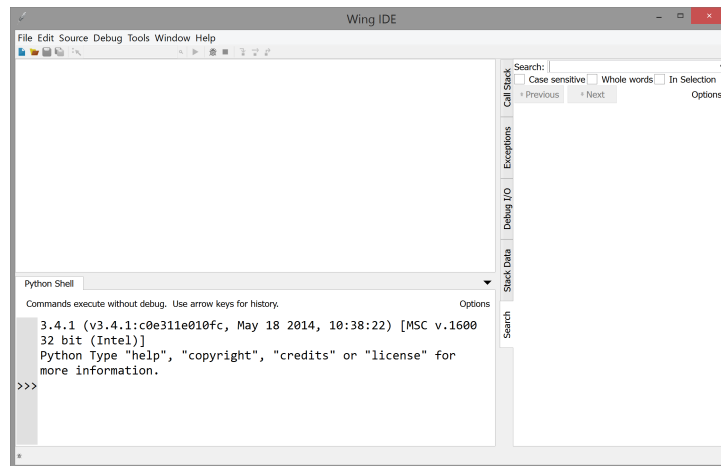 Wing IDE
File Edit Source Debug Tools Window Help
Search:
Case sensitive Whole words In Selection
Previous Next Options
Call Stack
Exceptions
Debug I/O
Stack Data
Search
Python Shell
Commands execute without debug. Use arrow keys for history. Options
3.4.1 (v3.4.1:c0e311e010fc, May 18 2014, 10:38:22) [MSC v.1600
32 bit (Intel)]
Python Type "help", "copyright", "credits" or "license" for
more information.
>>>